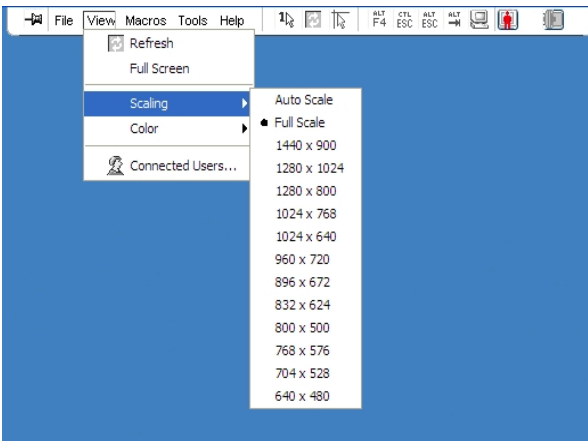 File View Macros Tools Help 1 ALT F4 CTL ESC ALT ESC ALT
Refresh
Full Screen
Scaling
Color
Connected Users...
Auto Scale
Full Scale
1440 x 900
1280 x 1024
1280 x 800
1024 x 768
1024 x 640
960 x 720
896 x 672
832 x 624
800 x 500
768 x 576
704 x 528
640 x 480